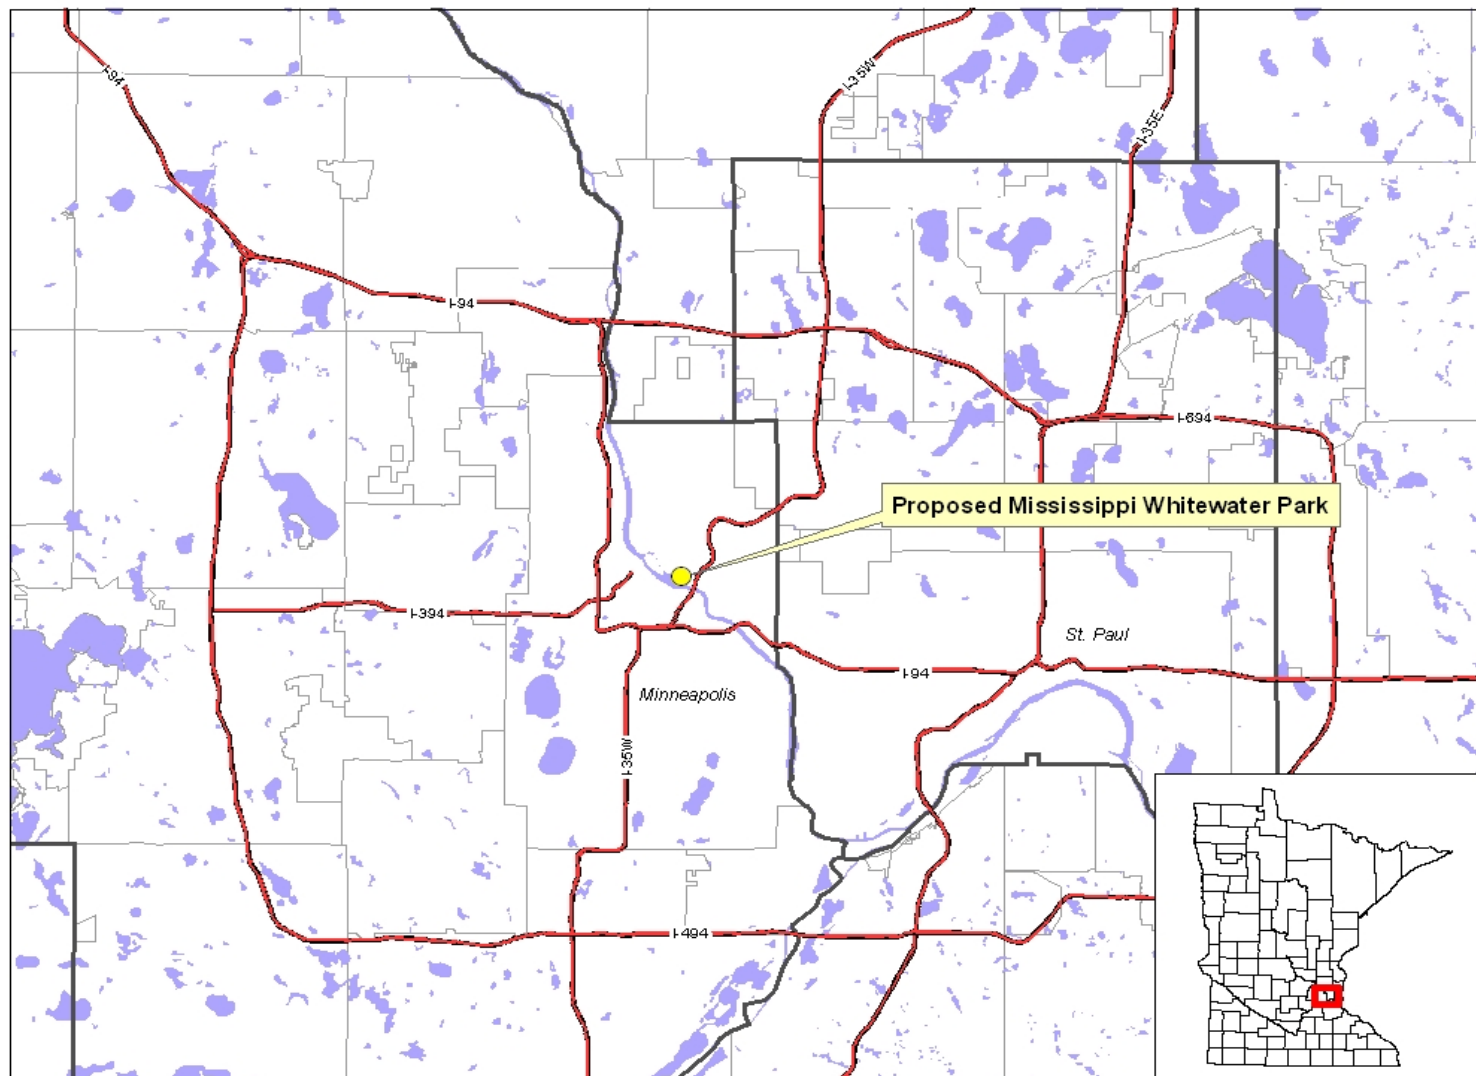 I-94
I-35W
I-35E
I-94
I-694
Proposed Mississippi Whitewater Park
I-394
St. Paul
I-94
Minneapolis
I-35W
I-494